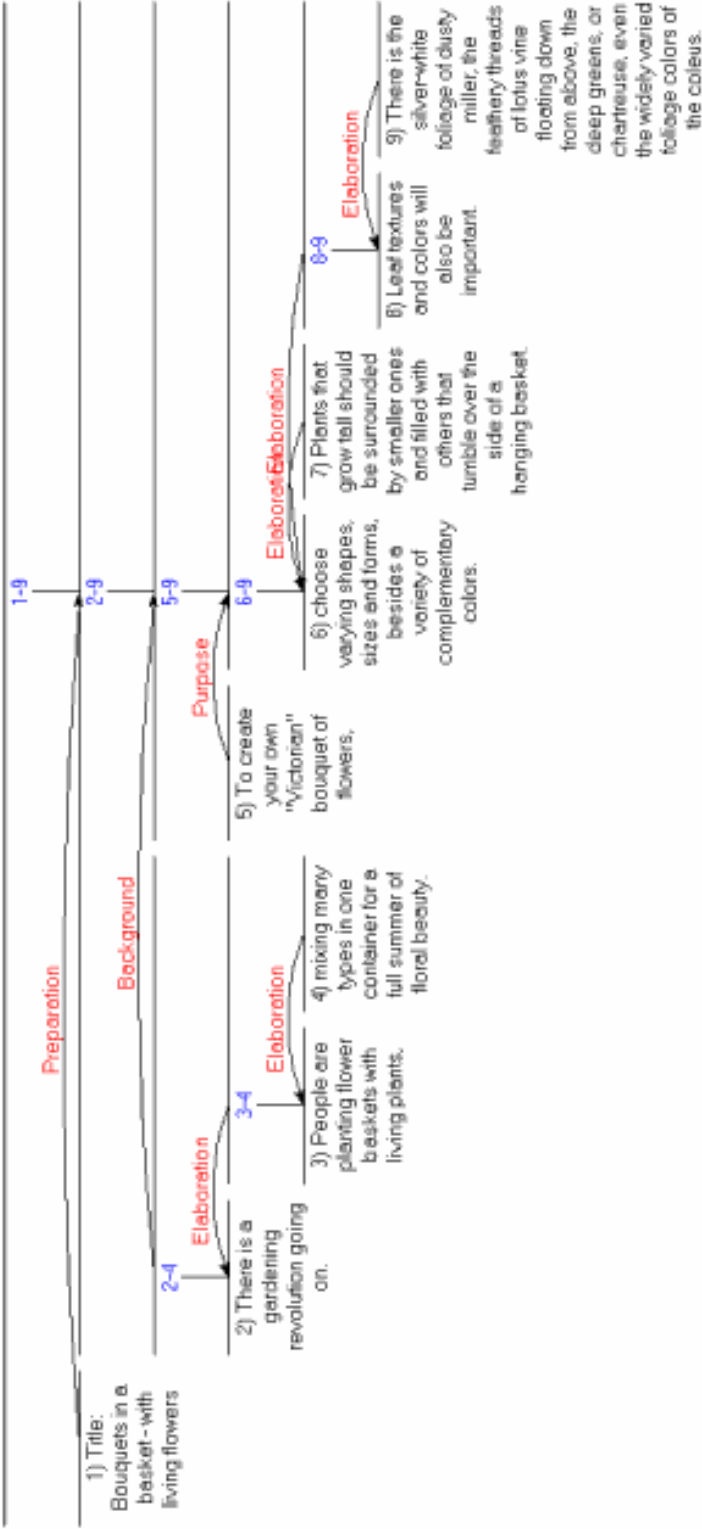 1-9
Preparation
1) Title:
Bouquets in a
basket - with
living flowers
2-9
Background
2-4
5-9
Elaboration
2) There is a
gardening
revolution going
on.
3-4
Elaboration
3) People are
planting flower
baskets with
living plants,
4) mixing many
types in one
container for a
full summer of
floral beauty.
Purpose
5) To create
your own
"Victorian"
bouquet of
flowers,
6-9
Elaboration
Elaboration
6) choose
varying shapes,
sizes and forms,
besides a
variety of
complementary
colors.
7) Plants that
grow tall should
be surrounded
by smaller ones
and filled with
others that
tumble over the
side of a
hanging basket.
8-9
Elaboration
8) Leaf textures
and colors will
also be
important.
9) There is the
silver-white
foliage of dusty
miller, the
feathery threads
of lotus vine
floating down
from above, the
deep greens, or
chartreuse, even
the widely varied
foliage colors of
the coleus.